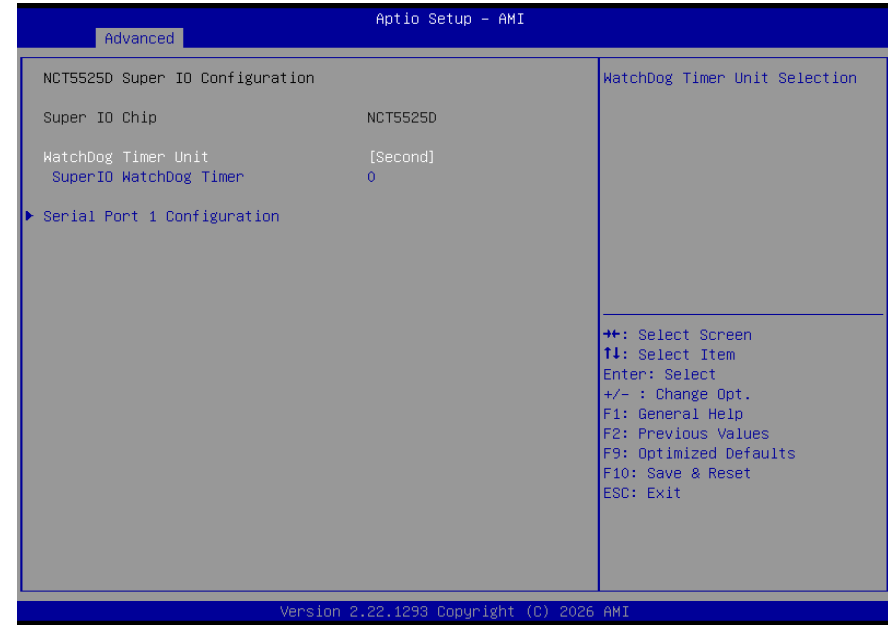 Aptio Setup – AMI
Advanced
NCT5525D Super IO Configuration
Super IO Chip NCT5525D
WatchDog Timer Unit [Second]
SuperIO WatchDog Timer 0
Serial Port 1 Configuration
WatchDog Timer Unit Selection
→←: Select Screen
↑↓: Select Item
Enter: Select
+/- : Change Opt.
F1: General Help
F2: Previous Values
F9: Optimized Defaults
F10: Save & Reset
ESC: Exit
Version 2.22.1293 Copyright (C) 2026 AMI